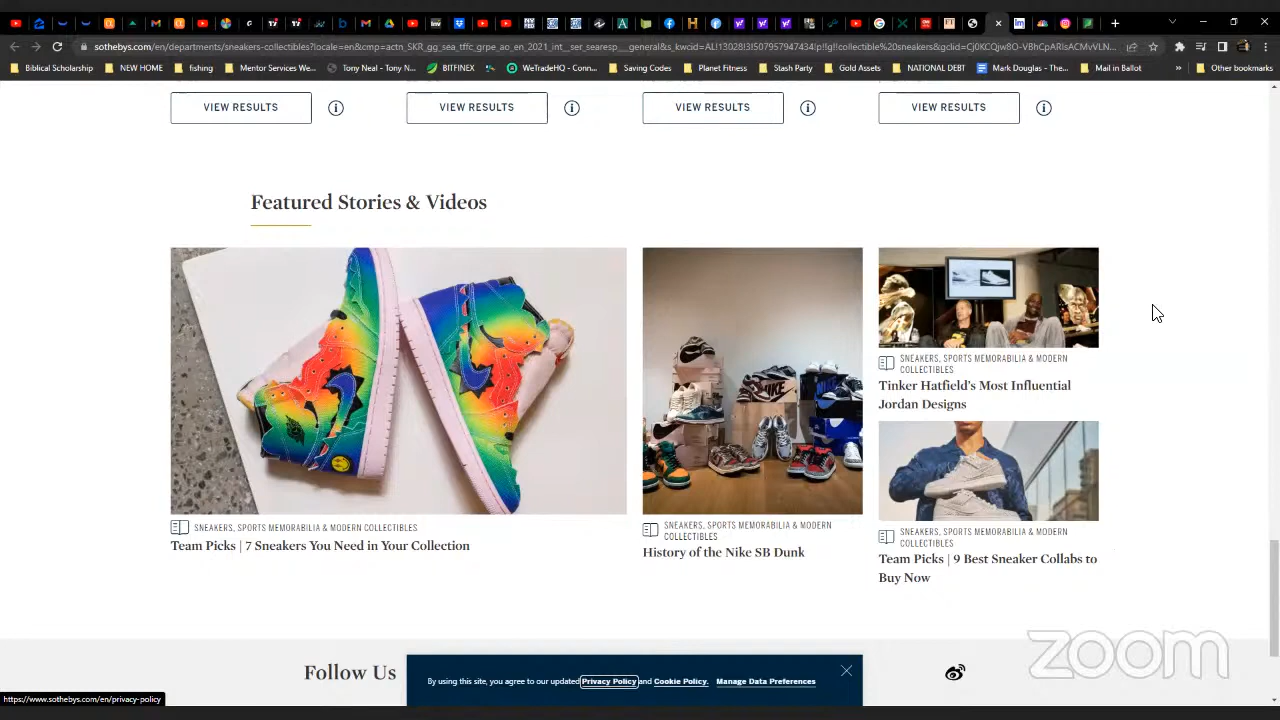 sothebys.com/en/departments/sneakers-collectibles?locale=en&cmp=actn_SKR_gg_sea_tffc_grpe_ao_en_2021_int__ser_searesp___general&s_kwcid=AL!13028!3!507957947434!p!!g!!collectible%20sneakers&gclid=Cj0KCQjw8O-VBhCpARIsACMvVLN...
Biblical Scholarship NEW HOME fishing Mentor Services We... Tony Neal - Tony N... BITFINEX WeTradeHQ - Conn... Saving Codes Planet Fitness Stash Party Gold Assets NATIONAL DEBT Mark Douglas - The... Mail in Ballot » Other bookmarks
VIEW RESULTS VIEW RESULTS VIEW RESULTS VIEW RESULTS
Featured Stories & Videos
SNEAKERS, SPORTS MEMORABILIA & MODERN COLLECTIBLES
Team Picks | 7 Sneakers You Need in Your Collection
SNEAKERS, SPORTS MEMORABILIA & MODERN
COLLECTIBLES
History of the Nike SB Dunk
SNEAKERS, SPORTS MEMORABILIA & MODERN
COLLECTIBLES
Tinker Hatfield's Most Influential
Jordan Designs
SNEAKERS, SPORTS MEMORABILIA & MODERN
COLLECTIBLES
Team Picks | 9 Best Sneaker Collabs to
Buy Now
Follow Us
By using this site, you agree to our updated Privacy Policy and Cookie Policy. Manage Data Preferences
https://www.sothebys.com/en/privacy-policy
zoom